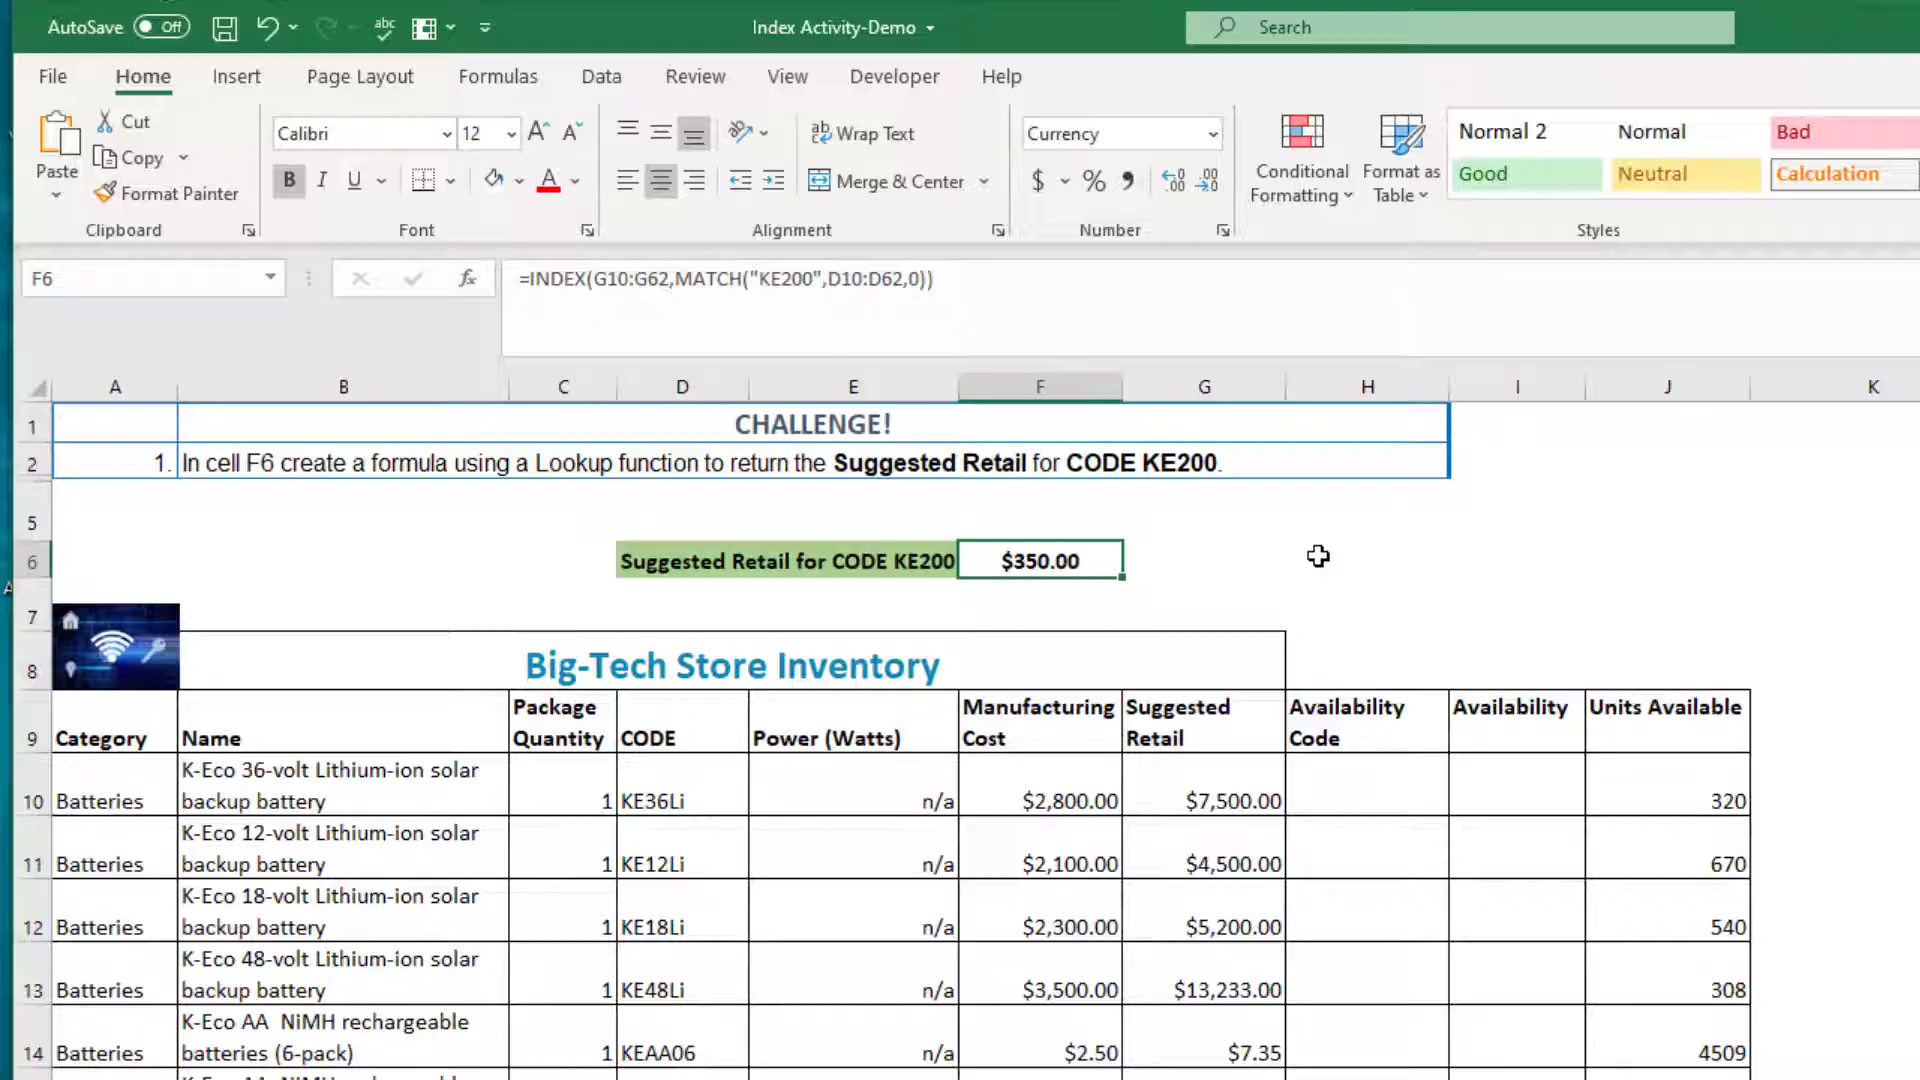 AutoSave Off Index Activity-Demo Search
File Home Insert Page Layout Formulas Data Review View Developer Help
Paste Cut Copy Format Painter
Clipboard
Calibri 12
B I U A
Font
ab Wrap Text
Merge & Center
Alignment
Currency
$ % 9 .00 .00
Number
Conditional Formatting
Format as Table
Normal 2 Normal Bad
Good Neutral Calculation
Styles
F6 fx =INDEX(G10:G62,MATCH("KE200",D10:D62,0))
A B C D E F G H I J K
1 CHALLENGE!
2 1. In cell F6 create a formula using a Lookup function to return the Suggested Retail for CODE KE200.
5
6 Suggested Retail for CODE KE200 $350.00
7
8 Big-Tech Store Inventory
9 Category Name Package Quantity CODE Power (Watts) Manufacturing Cost Suggested Retail Availability Code Availability Units Available
10 Batteries K-Eco 36-volt Lithium-ion solar backup battery 1 KE36Li n/a $2,800.00 $7,500.00 320
11 Batteries K-Eco 12-volt Lithium-ion solar backup battery 1 KE12Li n/a $2,100.00 $4,500.00 670
12 Batteries K-Eco 18-volt Lithium-ion solar backup battery 1 KE18Li n/a $2,300.00 $5,200.00 540
13 Batteries K-Eco 48-volt Lithium-ion solar backup battery 1 KE48Li n/a $3,500.00 $13,233.00 308
14 Batteries K-Eco AA NiMH rechargeable batteries (6-pack) 1 KEAA06 n/a $2.50 $7.35 4509